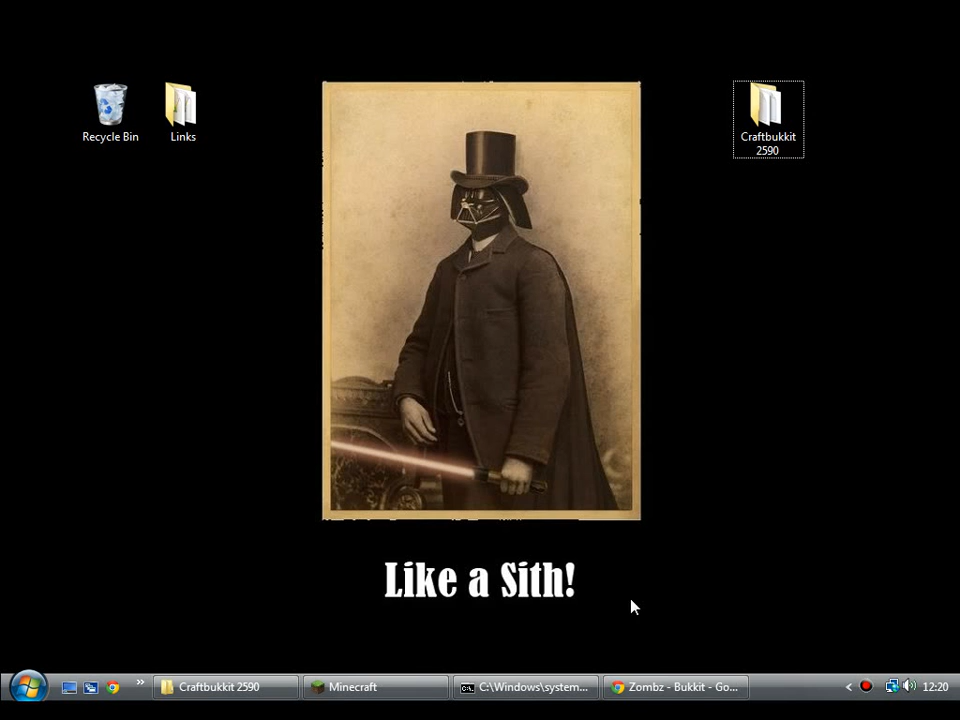 Recycle Bin
Links
Craftbukkit
2590
Like a Sith!
Craftbukkit 2590
Minecraft
C:\Windows\system...
Zombz - Bukkit - Go...
12:20